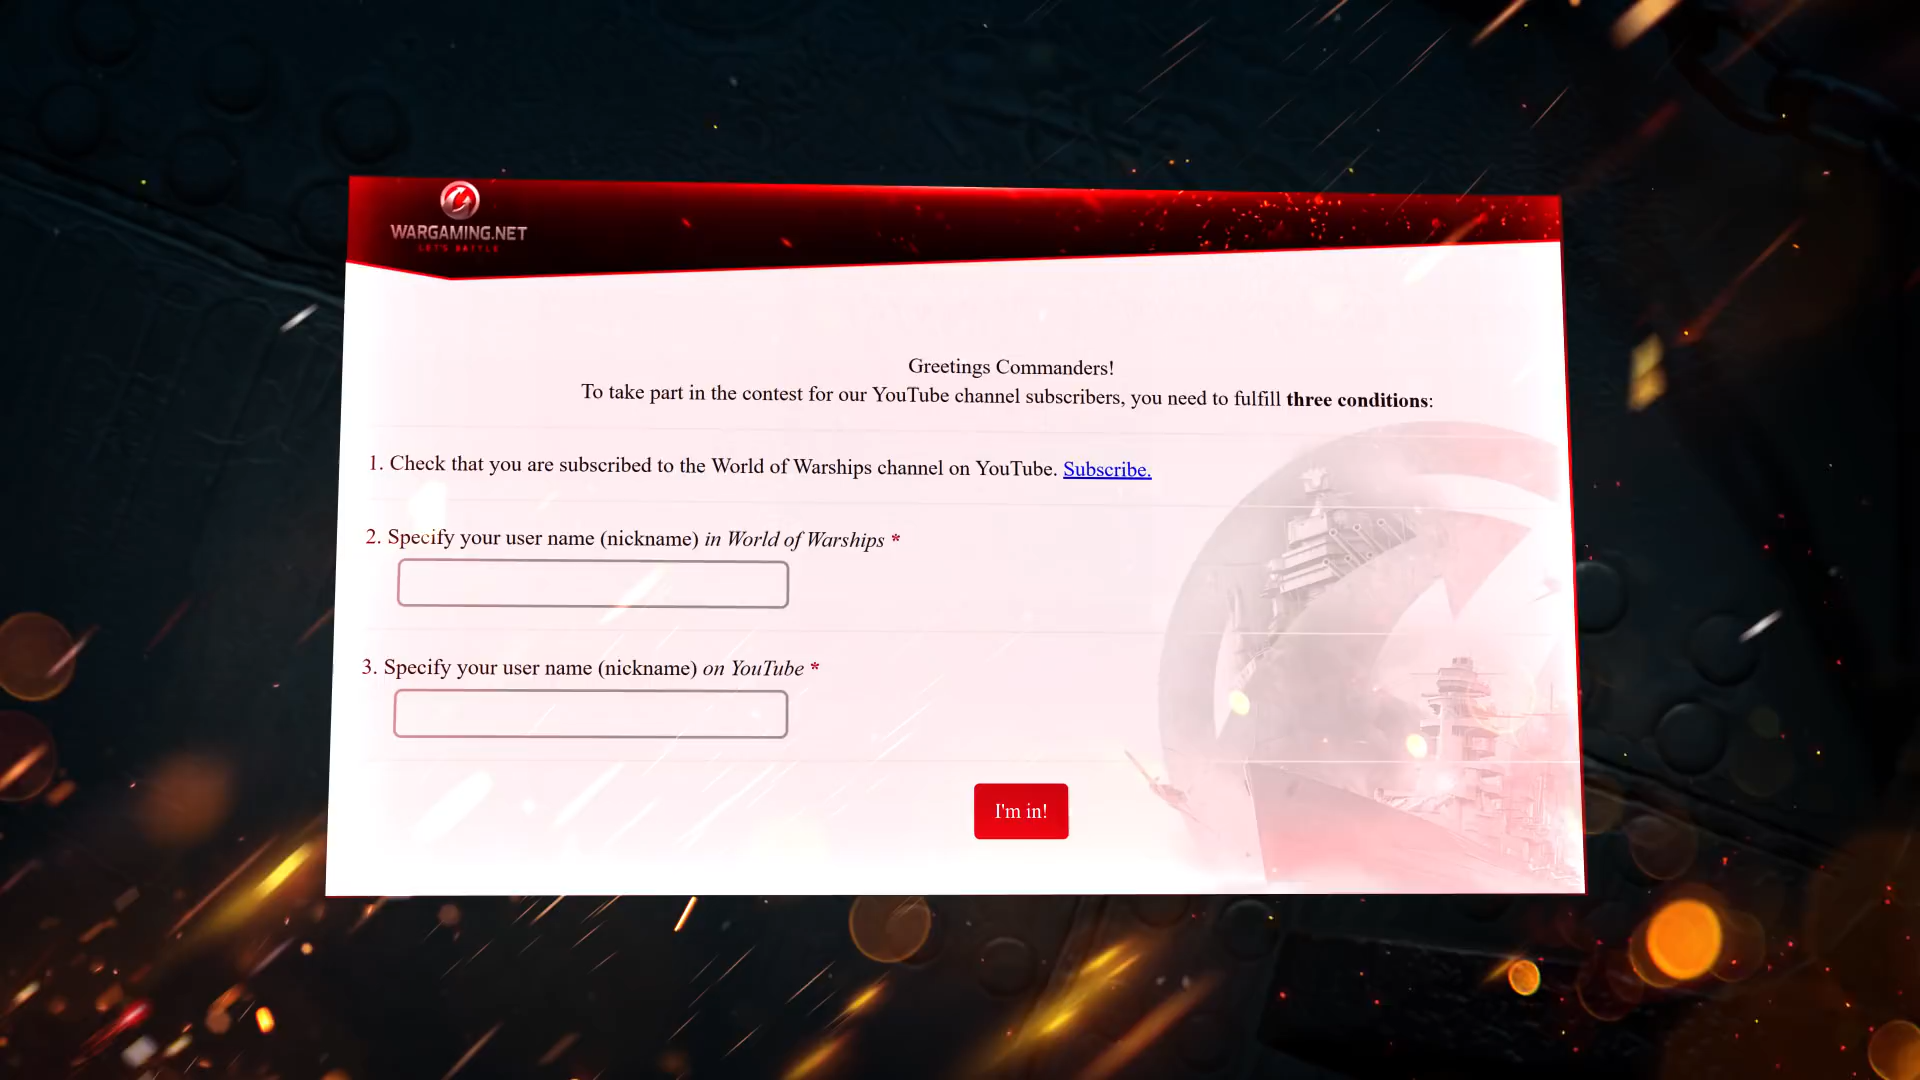 WARGAMING.NET
LET'S BATTLE
Greetings Commanders!
To take part in the contest for our YouTube channel subscribers, you need to fulfill three conditions:
1. Check that you are subscribed to the World of Warships channel on YouTube. Subscribe.
2. Specify your user name (nickname) in World of Warships *
3. Specify your user name (nickname) on YouTube *
I'm in!